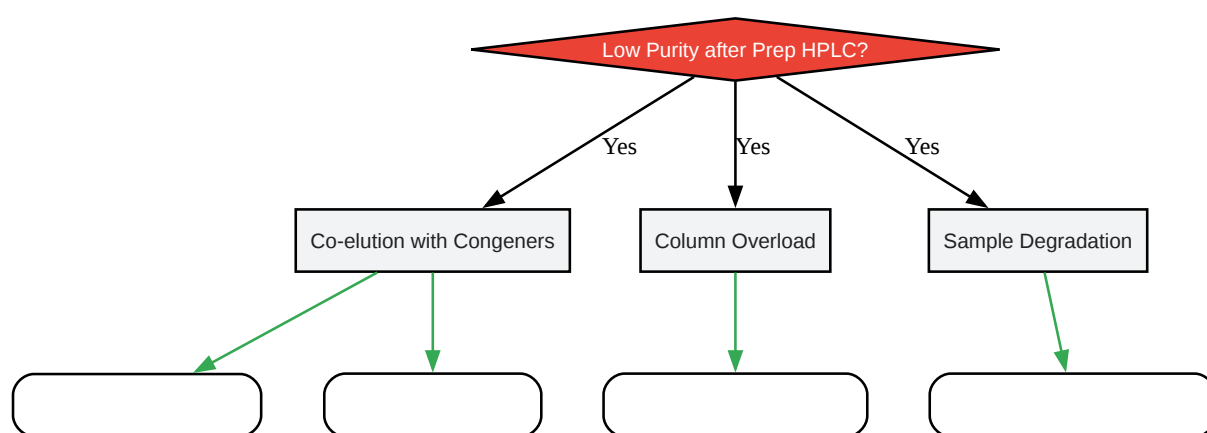 Low Purity after Prep HPLC?
Yes
Yes
Yes
Co-elution with Congeners
Column Overload
Sample Degradation